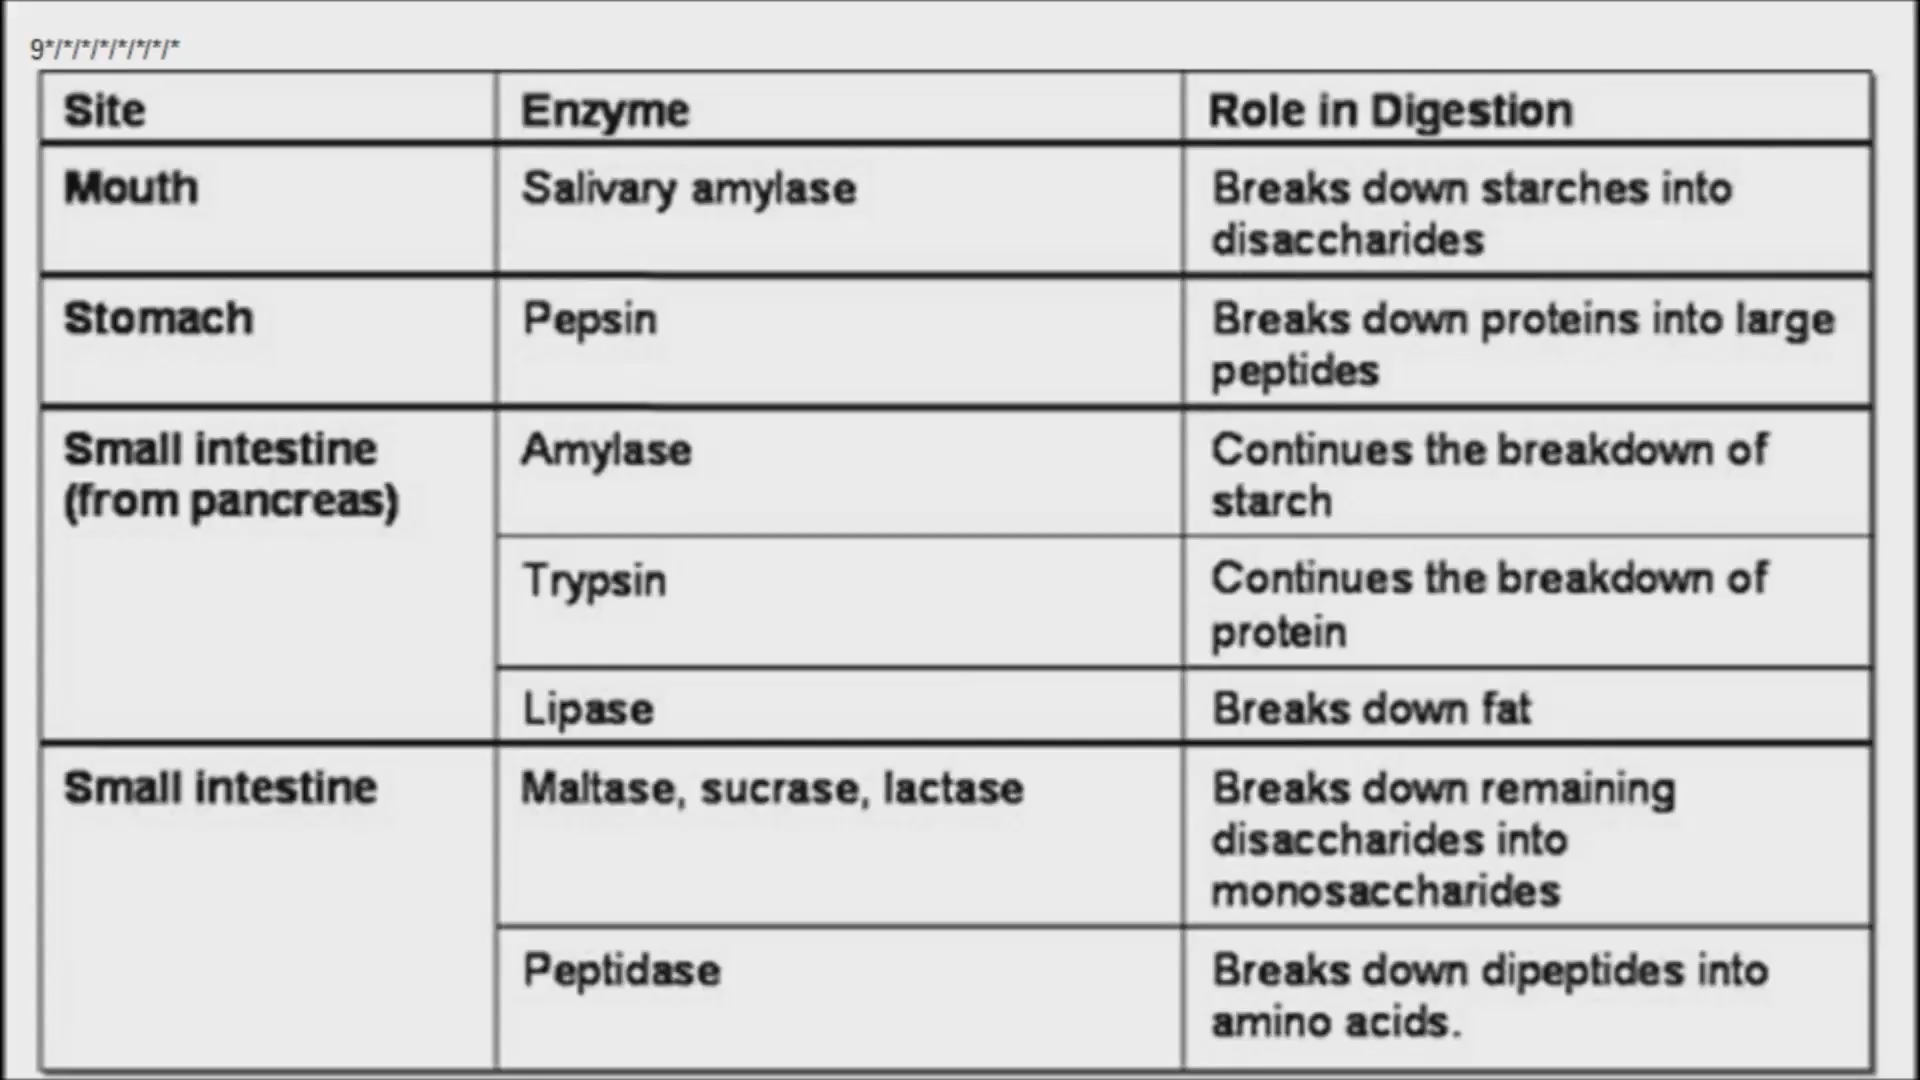 9*/*/*/*/*/*/*/*
Site Enzyme Role in Digestion
Mouth Salivary amylase Breaks down starches into
disaccharides
Stomach Pepsin Breaks down proteins into large
peptides
Small intestine Amylase Continues the breakdown of
(from pancreas) starch
Trypsin Continues the breakdown of
protein
Lipase Breaks down fat
Small intestine Maltase, sucrase, lactase Breaks down remaining
disaccharides into
monosaccharides
Peptidase Breaks down dipeptides into
amino acids.